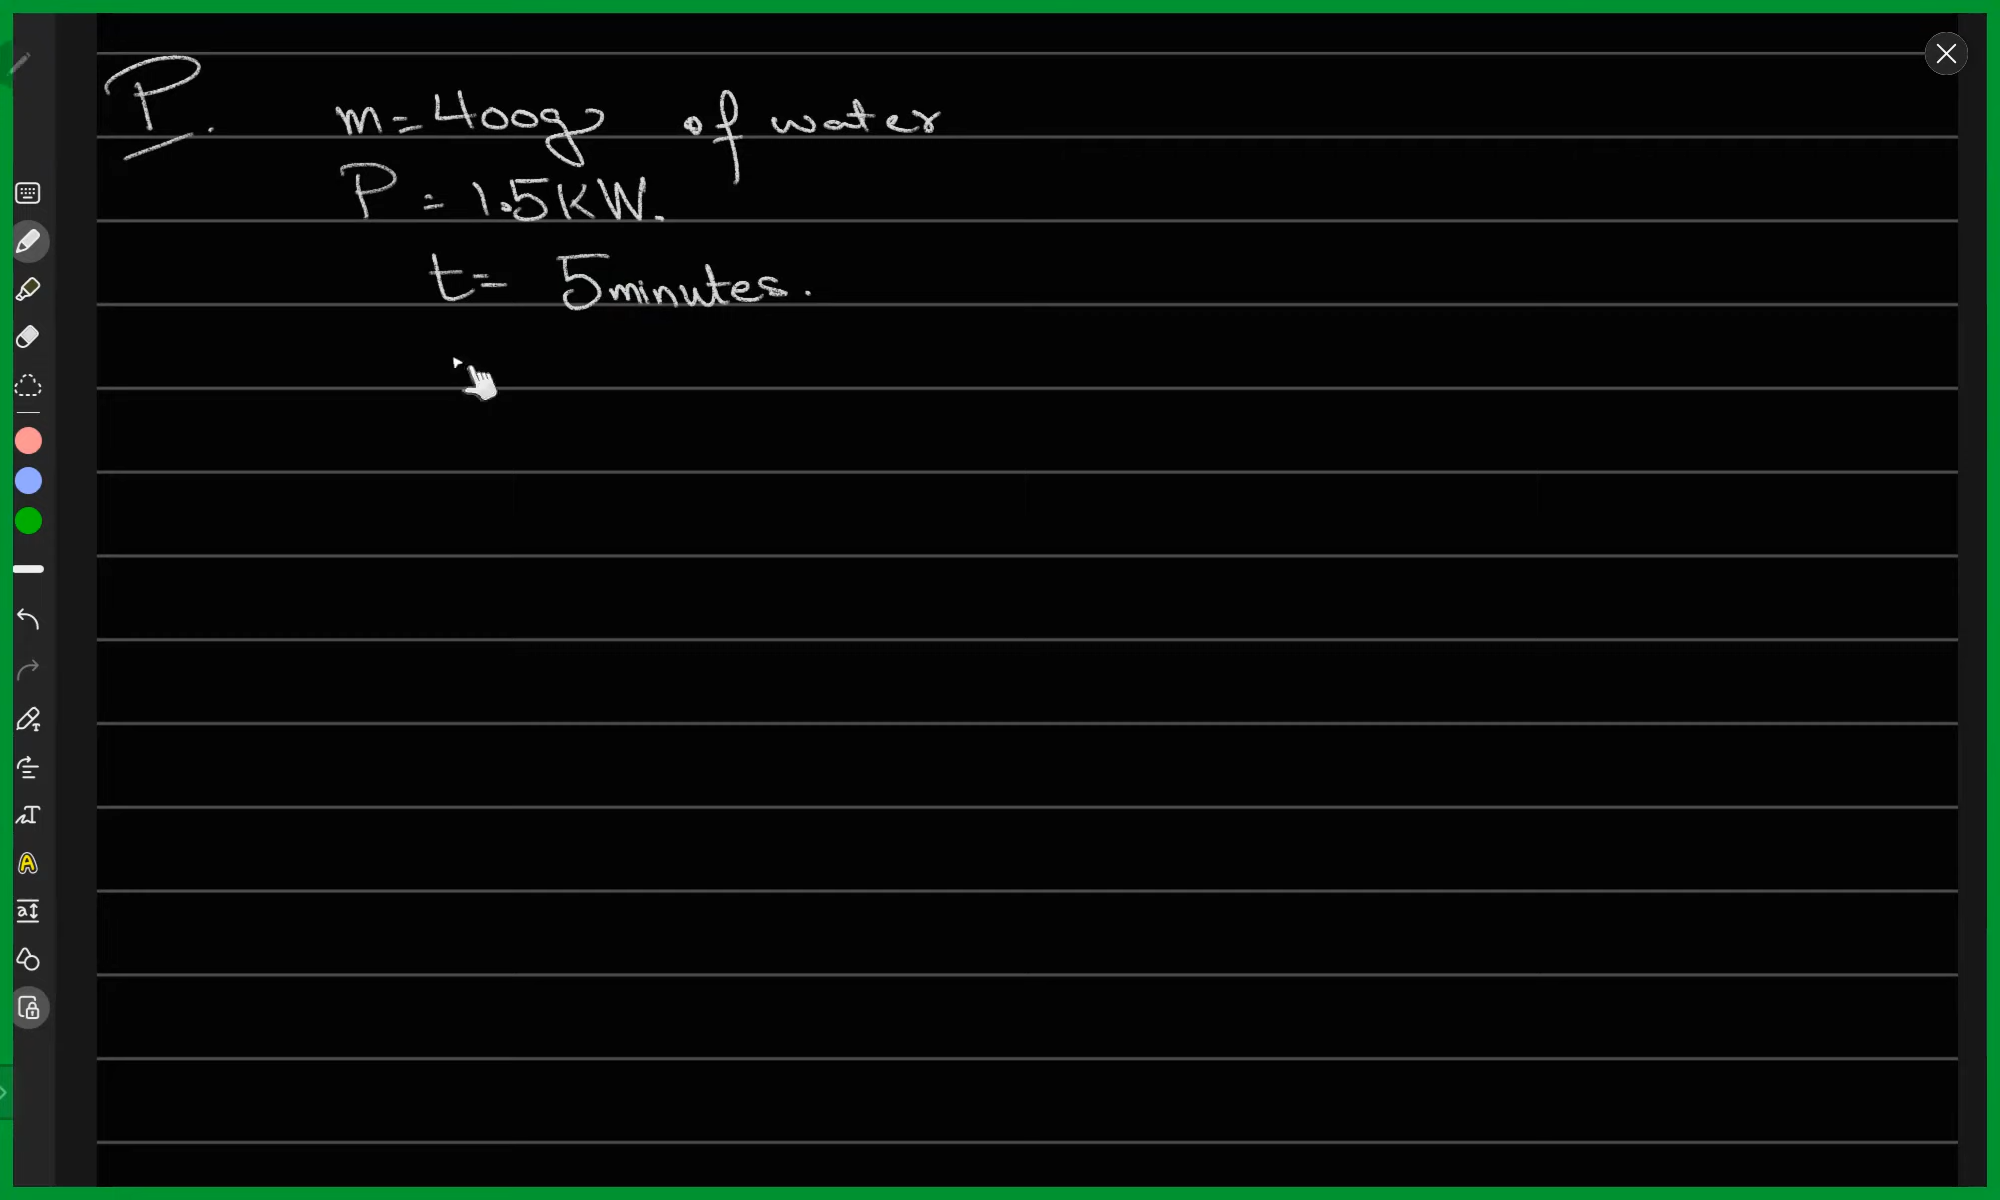 P.
m = 400g of water
P = 1.5KW.
t = 5minutes.